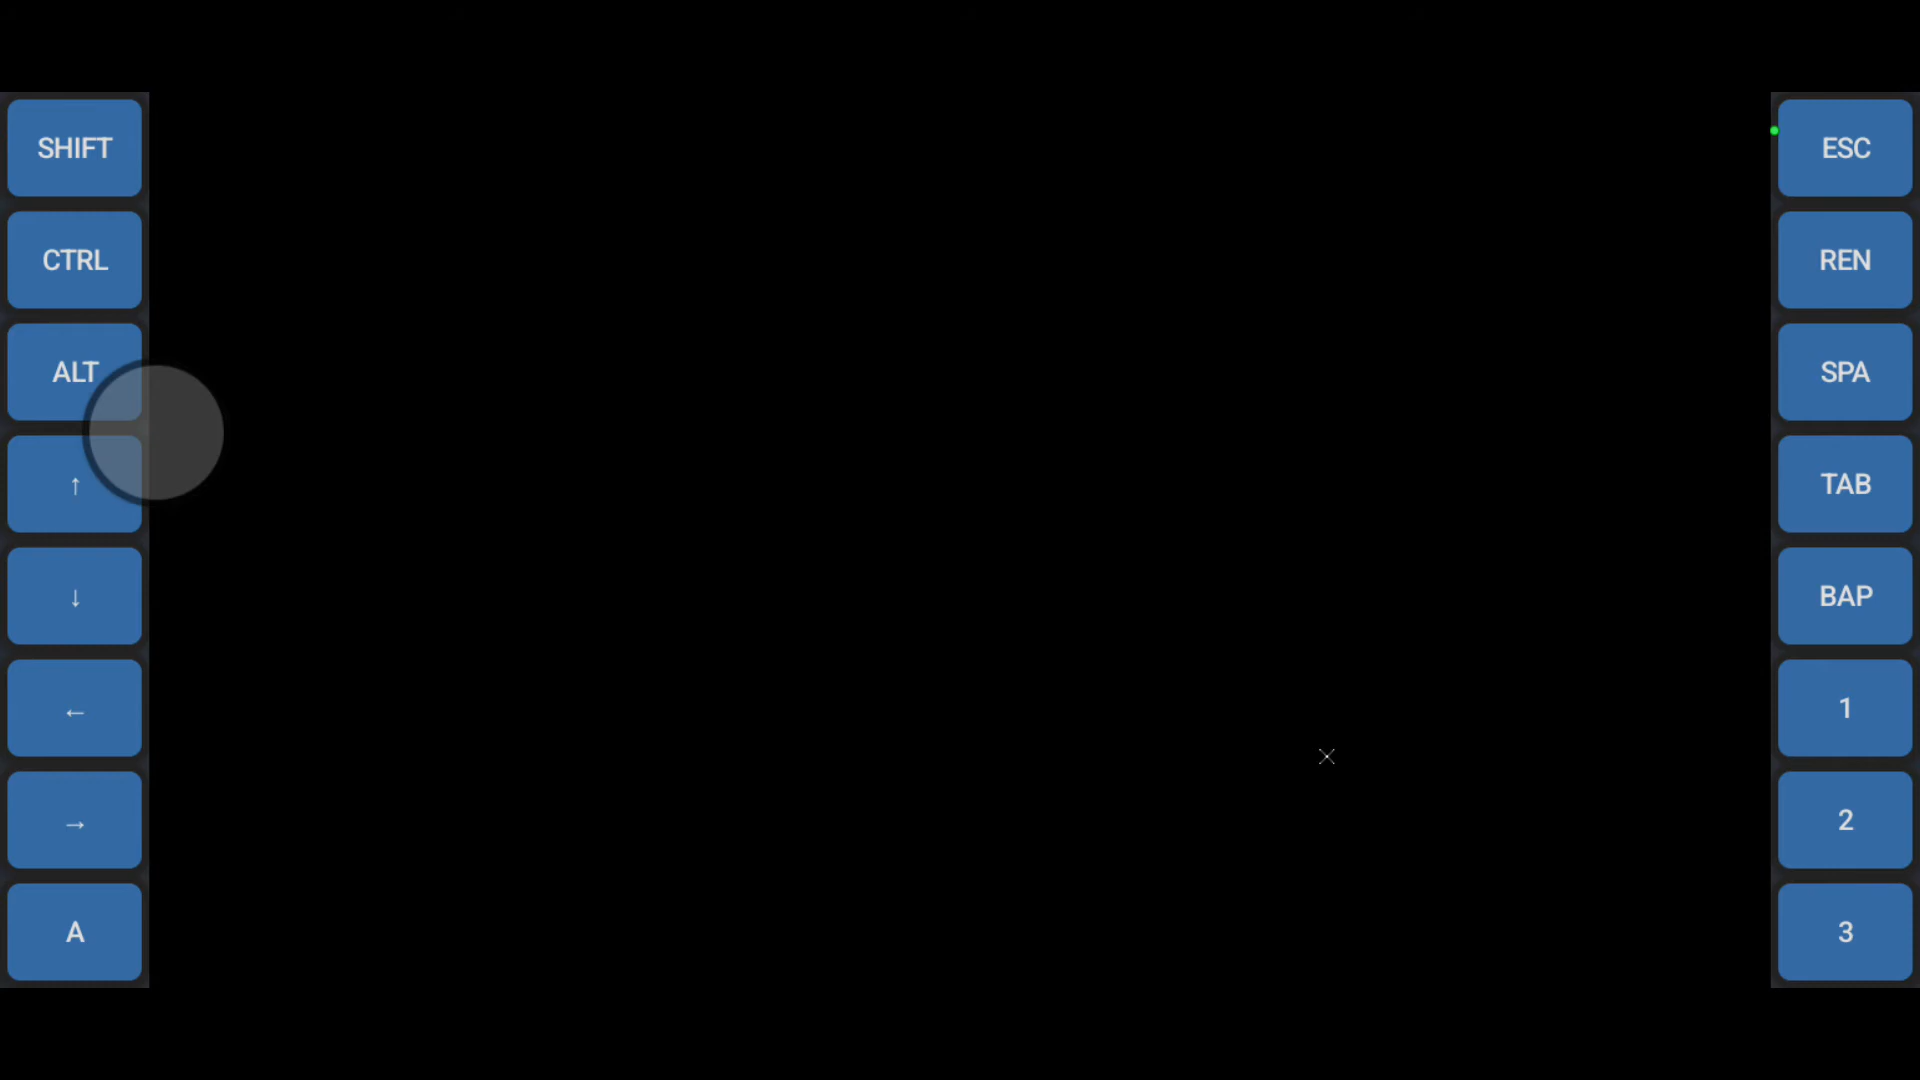 SHIFT
CTRL
ALT
↑
↓
←
→
A
ESC
REN
SPA
TAB
BAP
1
2
3